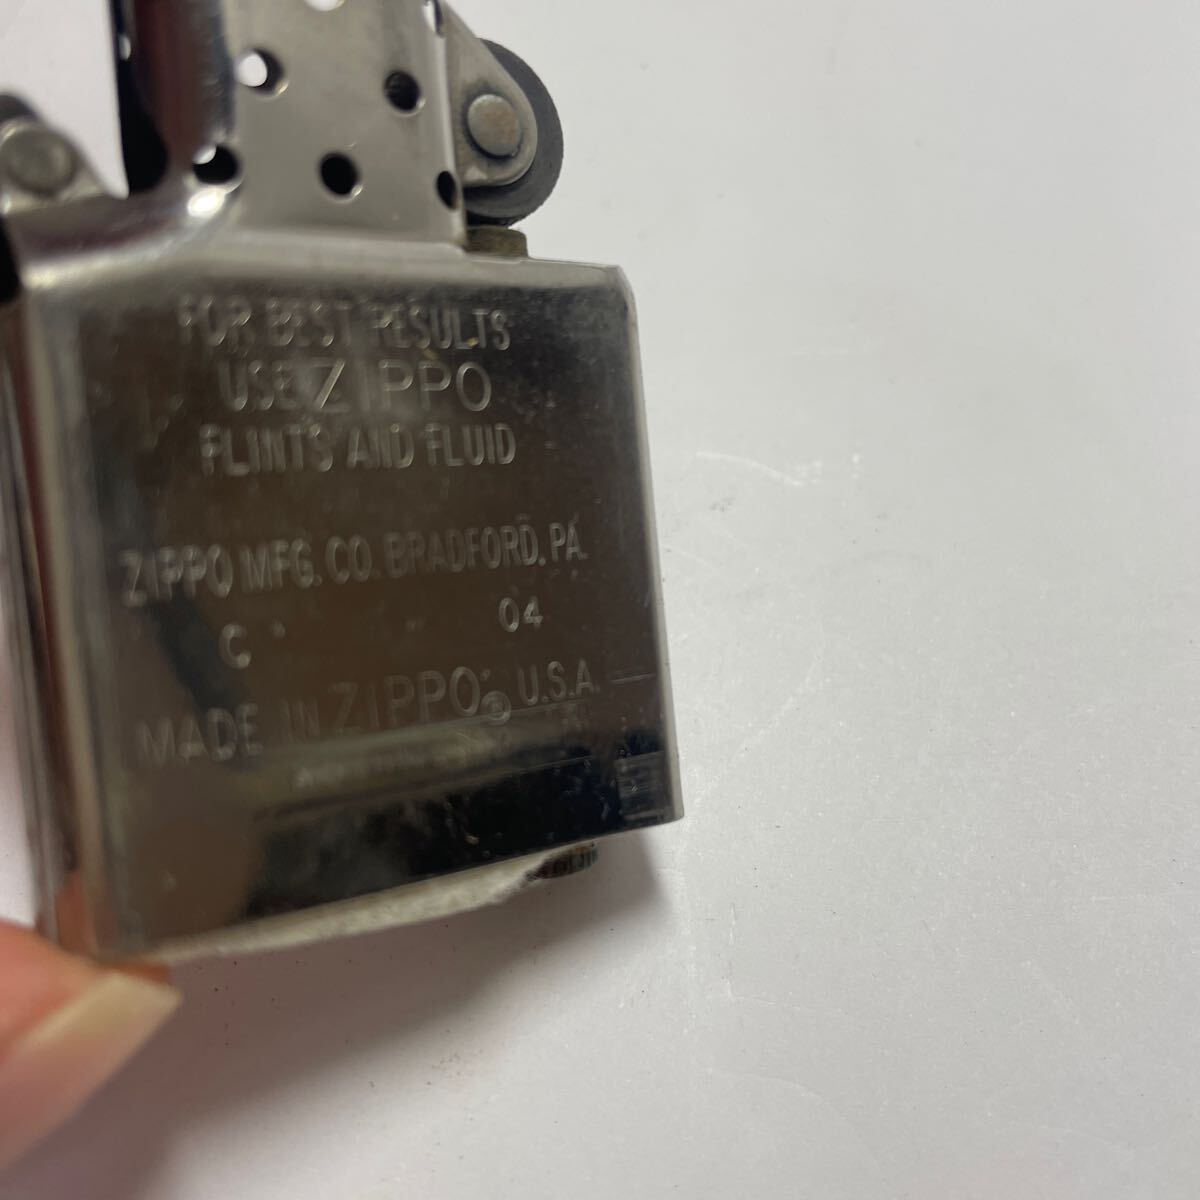 FOR BEST RESULTS
USE ZIPPO
FLINTS AND FLUID
ZIPPO MFG. CO. BRADFORD, PA.
C 04
MADE IN ZIPPO® U.S.A.